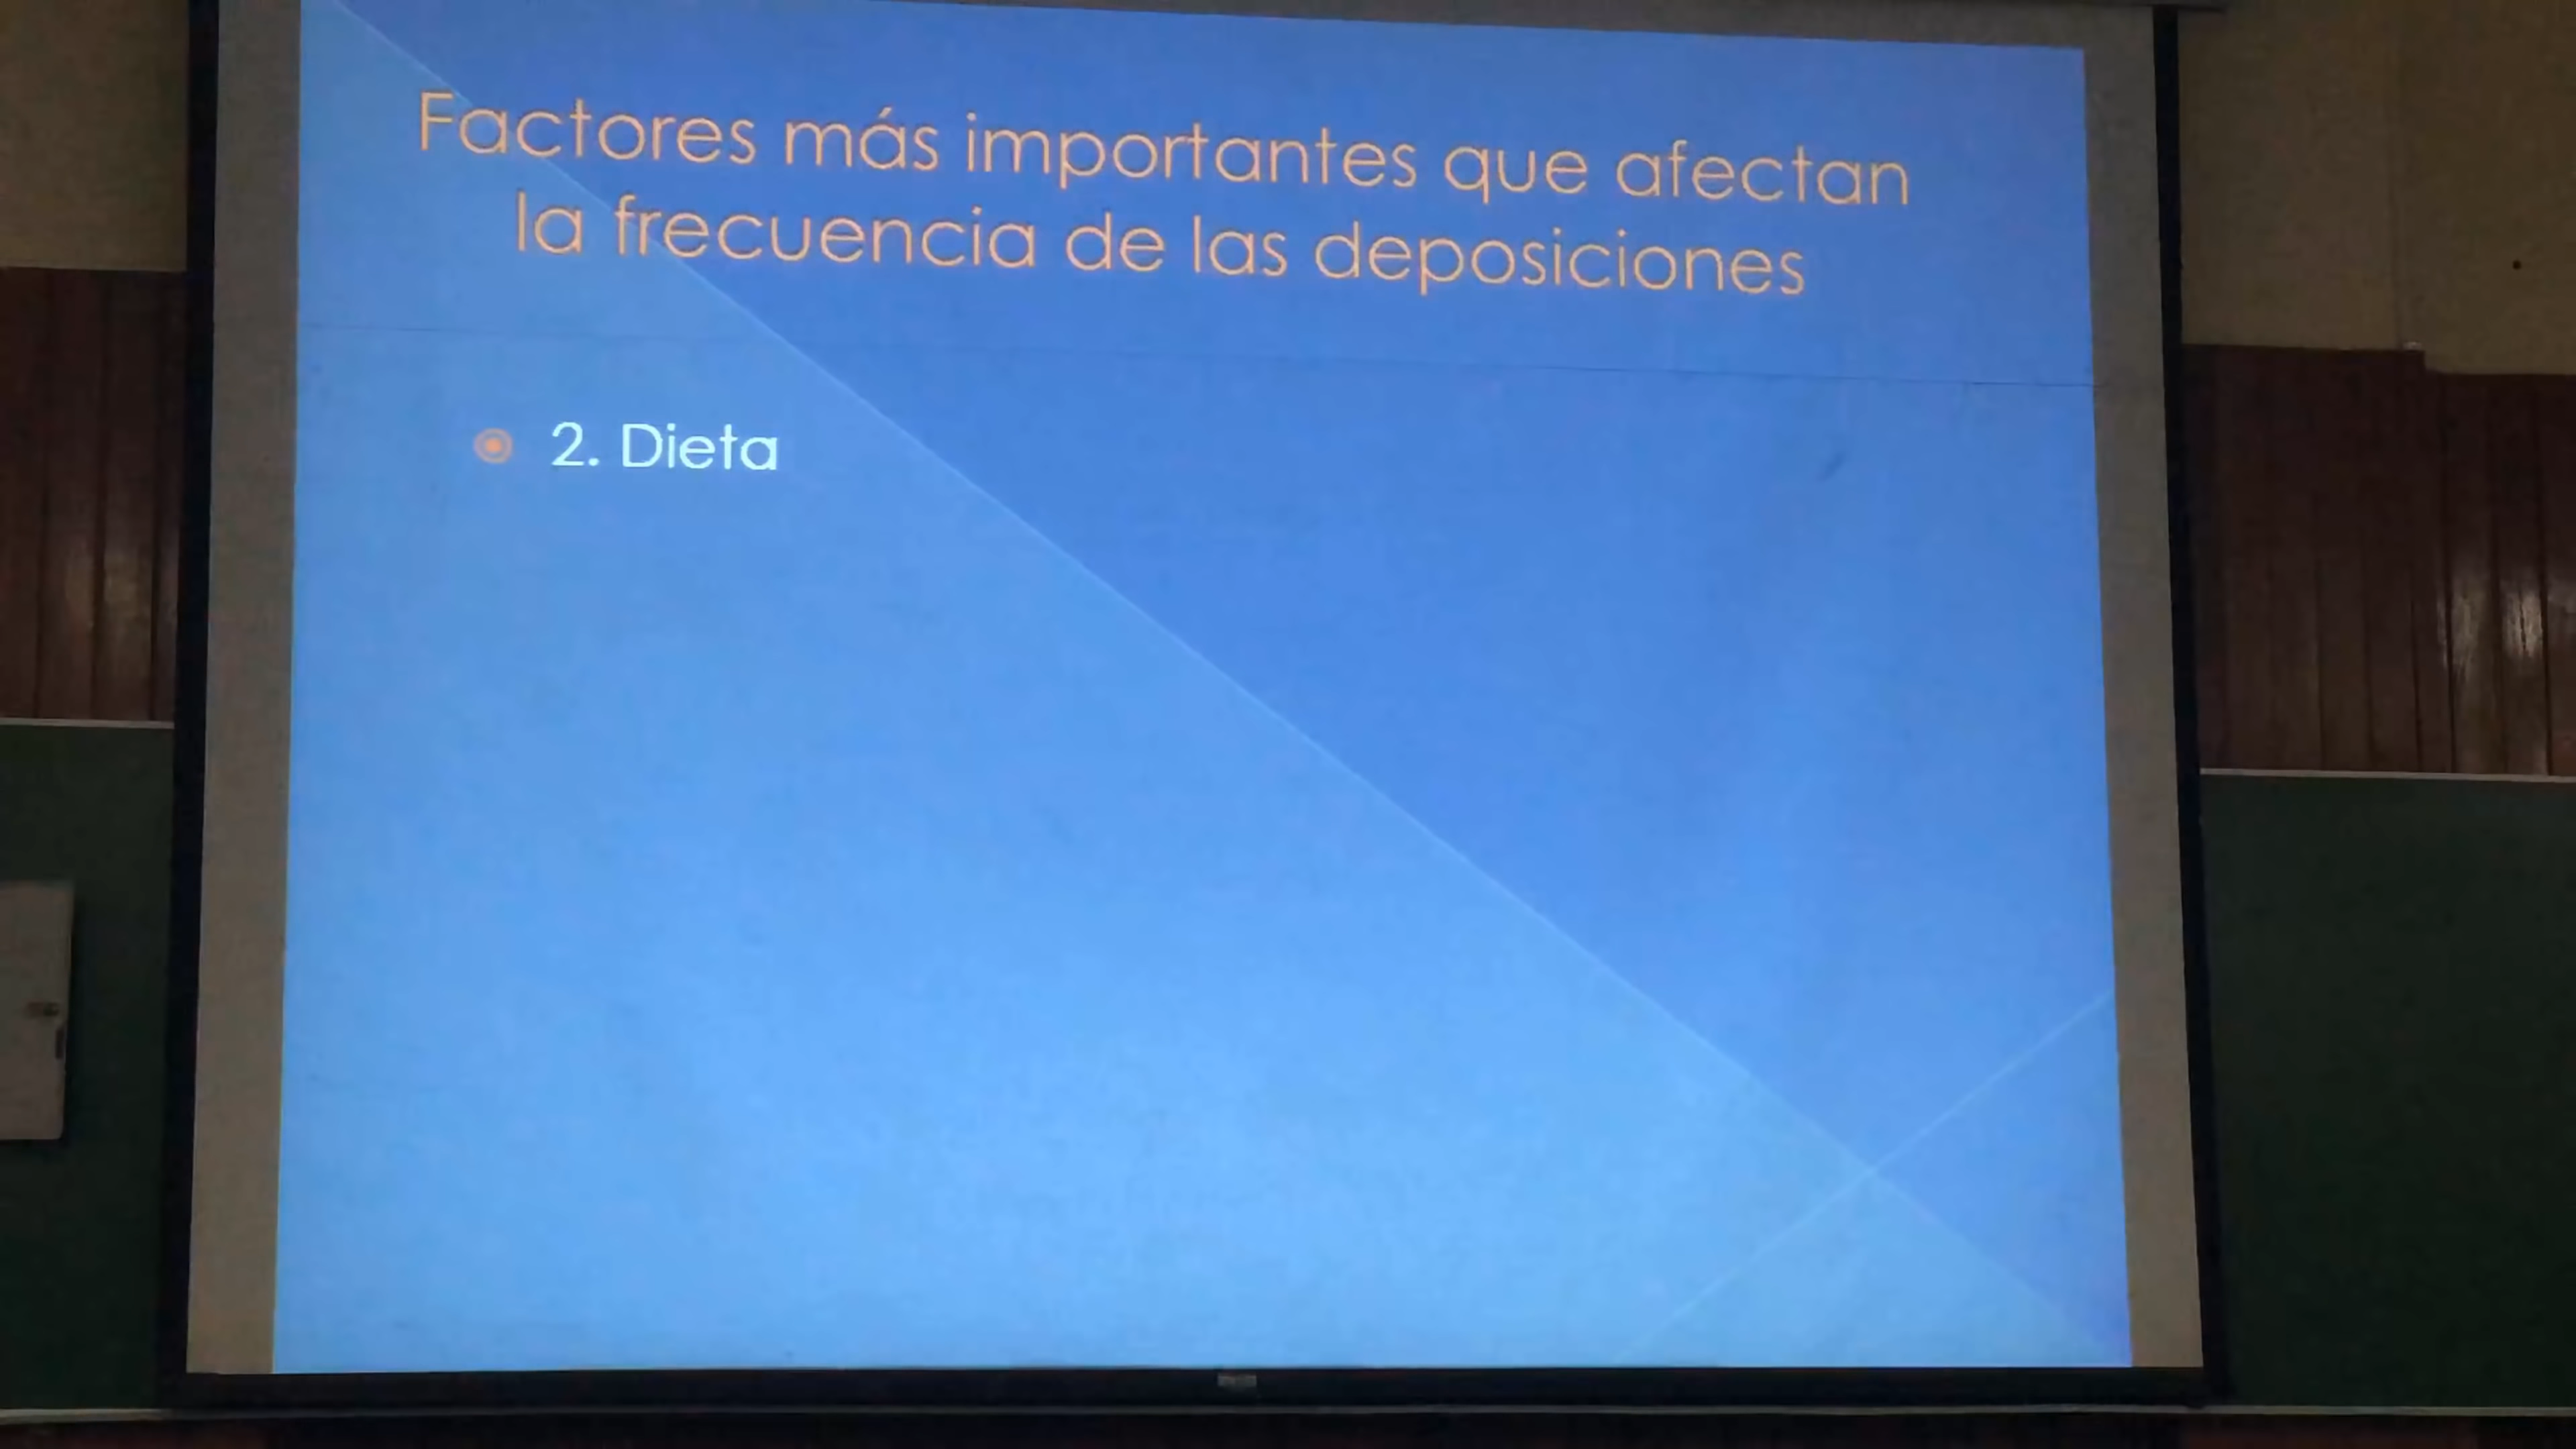 Factores más importantes que afectan
la frecuencia de las deposiciones
2. Dieta